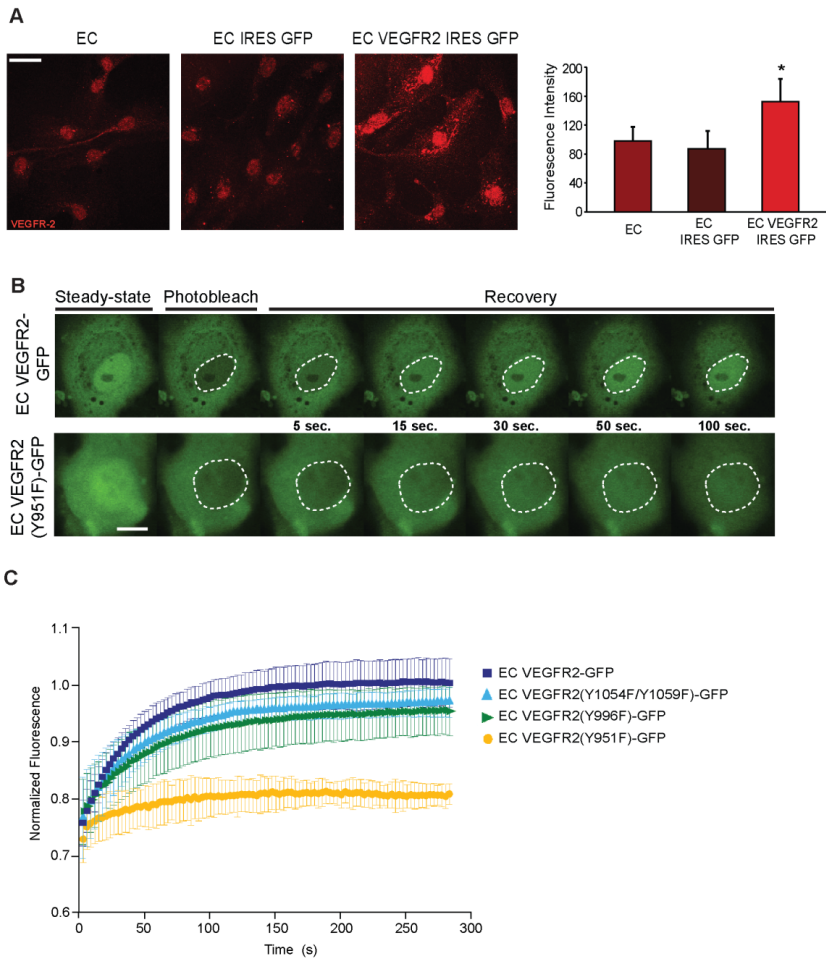 A
EC
EC IRES GFP
EC VEGFR2 IRES GFP
VEGFR-2
Fluorescence Intensity
200
160
120
80
40
0
*
EC
EC
IRES GFP
EC VEGFR2
IRES GFP
B
Steady-state
Photobleach
Recovery
EC VEGFR2-
GFP
5 sec.
15 sec.
30 sec.
50 sec.
100 sec.
EC VEGFR2
(Y951F)-GFP
C
Normalized Fluorescence
1.1
1.0
0.9
0.8
0.7
0.6
0
50
100
150
200
250
300
Time (s)
EC VEGFR2-GFP
EC VEGFR2(Y1054F/Y1059F)-GFP
EC VEGFR2(Y996F)-GFP
EC VEGFR2(Y951F)-GFP